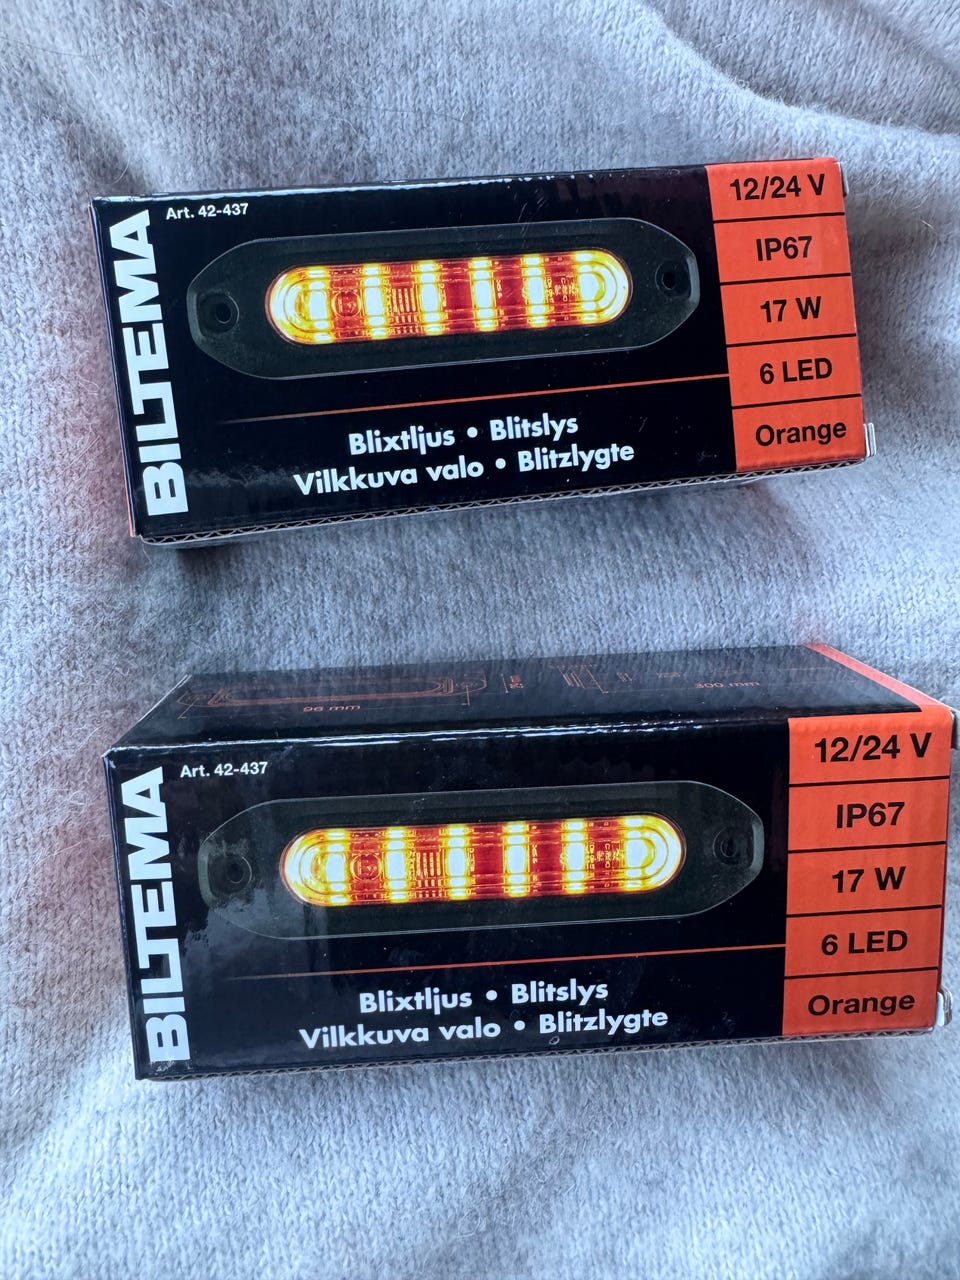 BILTEMA
Art. 42-437
12/24 V
IP67
17 W
6 LED
Orange
Blixtljus • Blitslys
Vilkkuva valo • Blitzlygte
96 mm
300 mm
BILTEMA
Art. 42-437
12/24 V
IP67
17 W
6 LED
Orange
Blixtljus • Blitslys
Vilkkuva valo • Blitzlygte